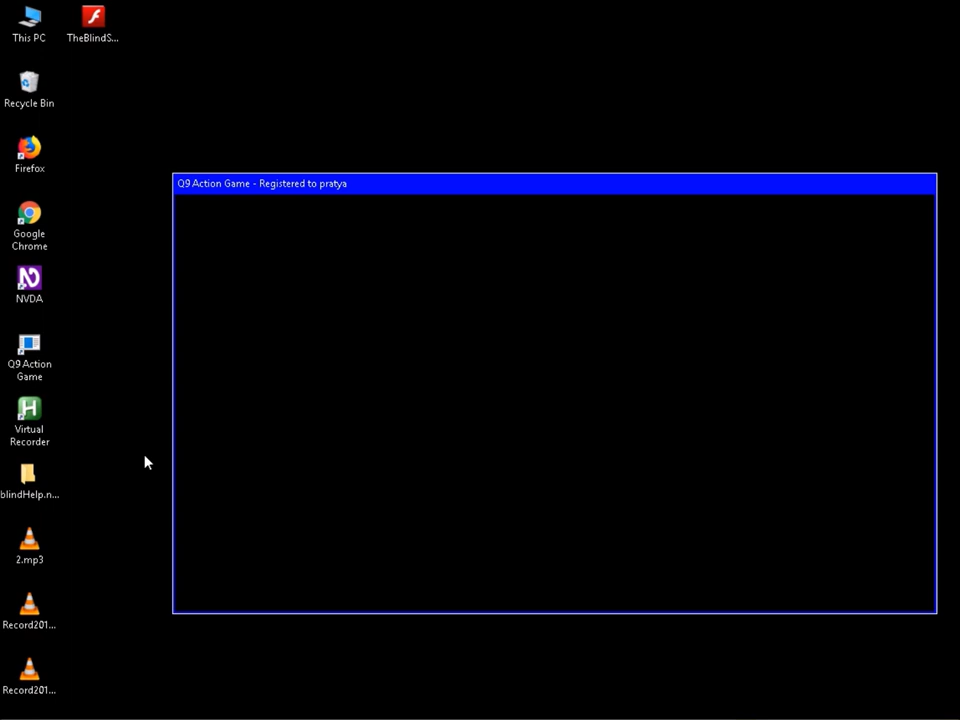 This PC
TheBlindS...
Recycle Bin
Firefox
Google
Chrome
NVDA
Q9 Action
Game
Virtual
Recorder
blindHelp.n...
2.mp3
Record201...
Record201...
Q9 Action Game - Registered to pratya